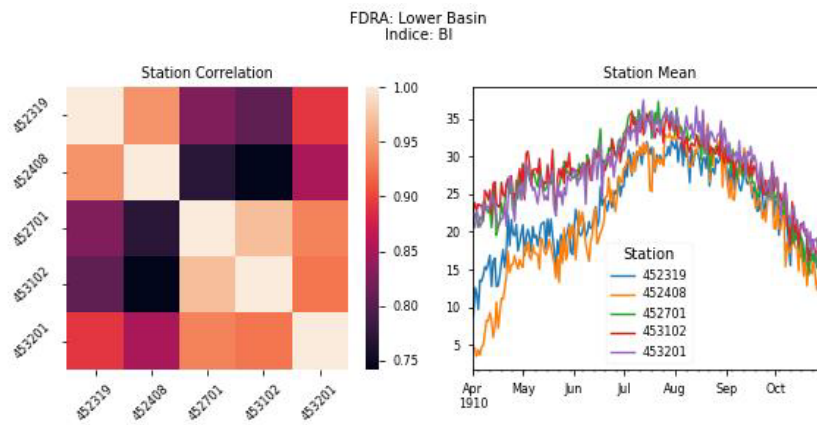 FDRA: Lower Basin
Indice: BI
Station Correlation
452319
452408
452701
453102
453201
452319
452408
452701
453102
453201
1.00
0.95
0.90
0.85
0.80
0.75
Station Mean
35
30
25
20
15
10
5
Station
452319
452408
452701
453102
453201
Apr
1910
May
Jun
Jul
Aug
Sep
Oct